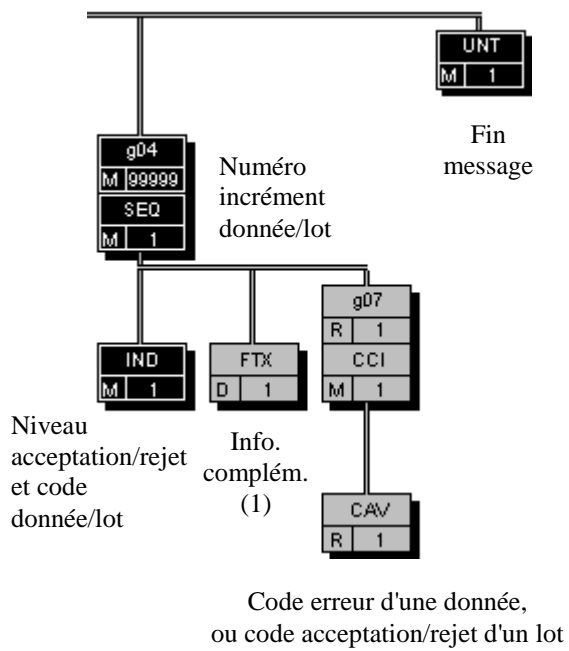 UNT
M 1
Fin
message
g04
M 99999
SEQ
M 1
Numéro
incrément
donnée/lot
g07
R 1
CCI
M 1
IND
M 1
FTX
D 1
Niveau
acceptation/rejet
et code
donnée/lot
Info.
complém.
(1)
CAV
R 1
Code erreur d'une donnée,
ou code acceptation/rejet d'un lot